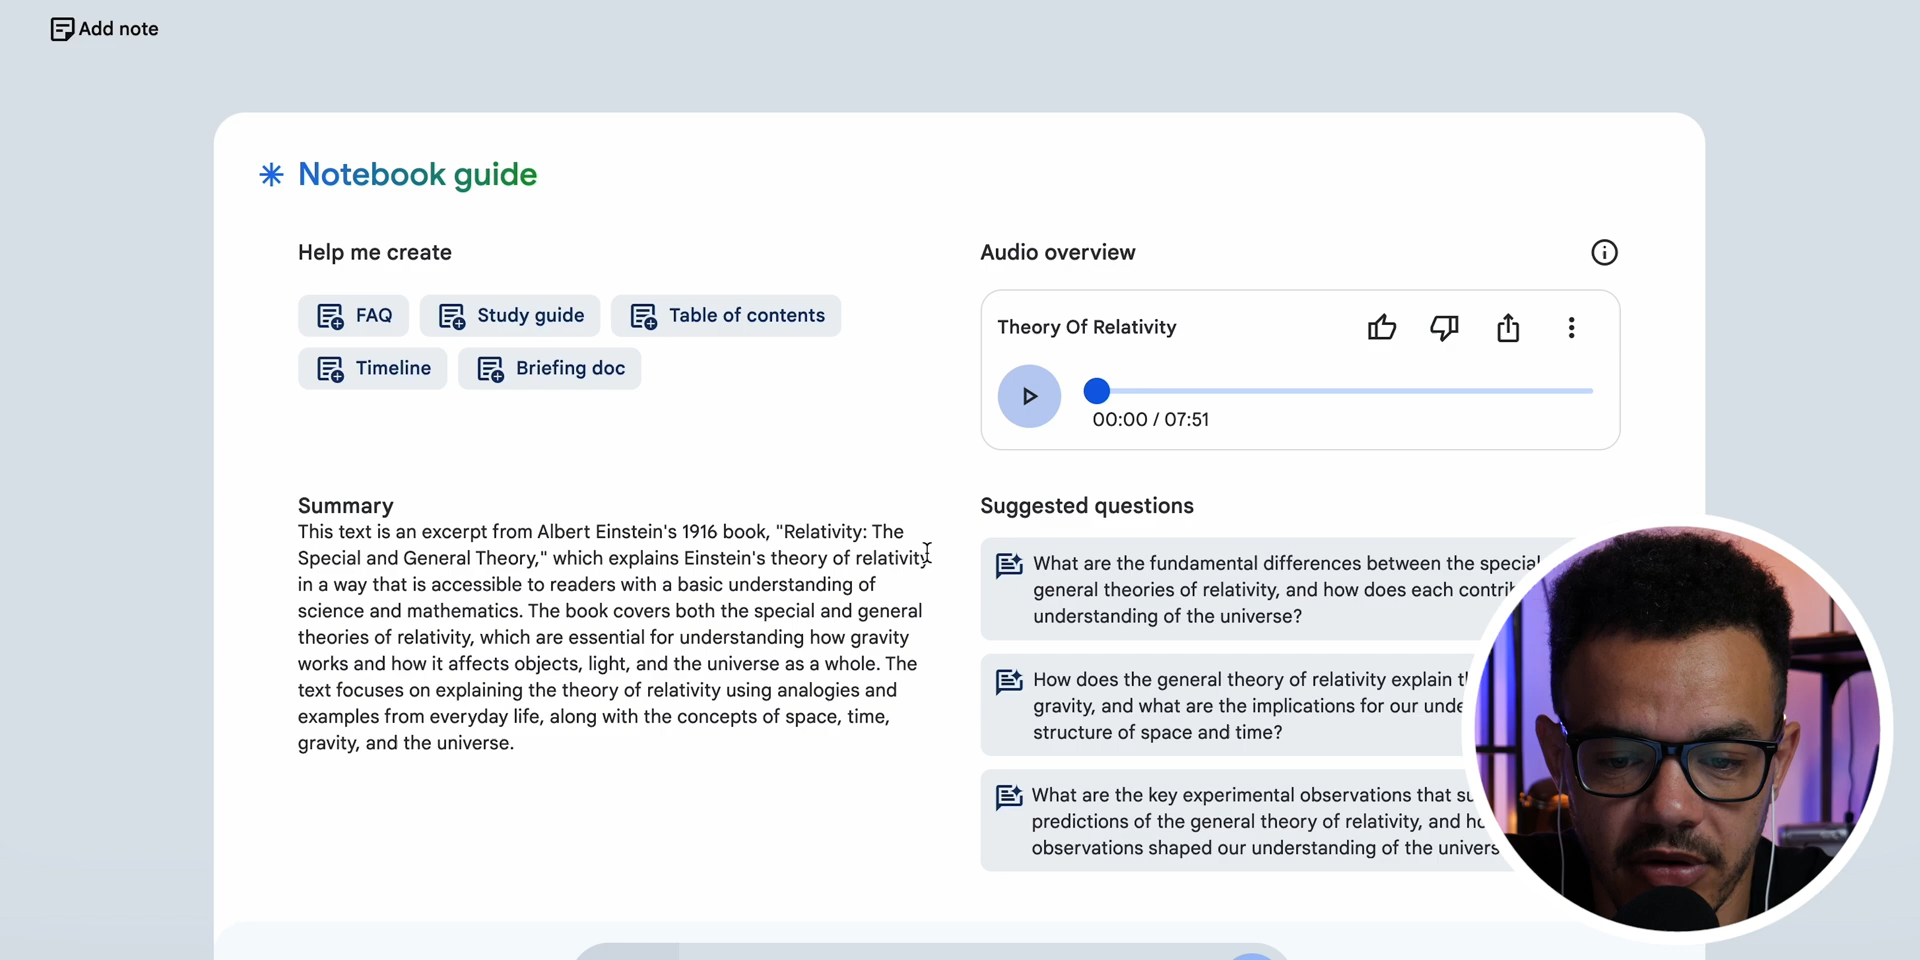 Add note
Notebook guide
Help me create
FAQ
Study guide
Table of contents
Timeline
Briefing doc
Audio overview
Theory Of Relativity
00:00 / 07:51
Summary
This text is an excerpt from Albert Einstein's 1916 book, "Relativity: The
Special and General Theory," which explains Einstein's theory of relativity
in a way that is accessible to readers with a basic understanding of
science and mathematics. The book covers both the special and general
theories of relativity, which are essential for understanding how gravity
works and how it affects objects, light, and the universe as a whole. The
text focuses on explaining the theory of relativity using analogies and
examples from everyday life, along with the concepts of space, time,
gravity, and the universe.
Suggested questions
What are the fundamental differences between the special
general theories of relativity, and how does each
understanding of the universe?
How does the general theory of relativity explain
gravity, and what are the implications for our
structure of space and time?
What are the key experimental observations that
predictions of the general theory of relativity, and
observations shaped our understanding of the